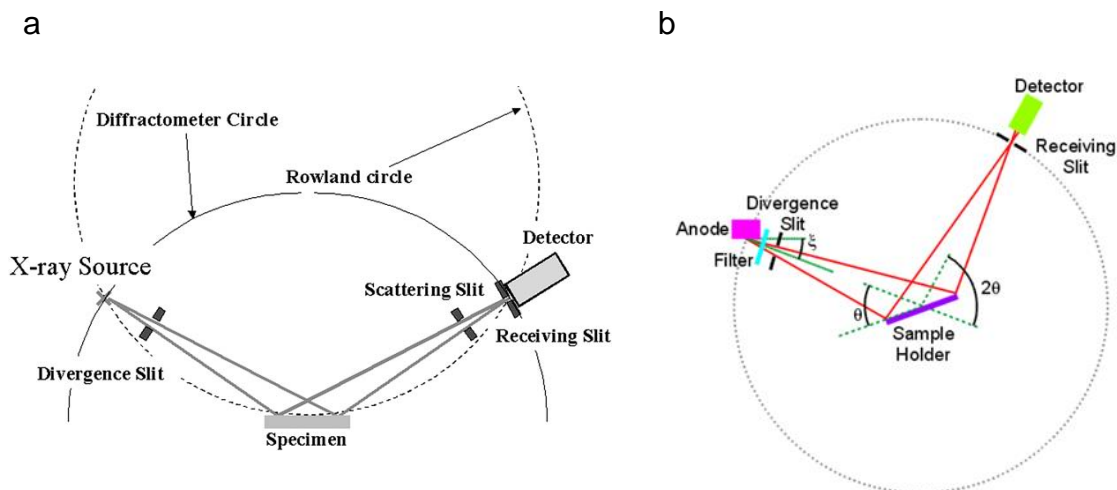 a
Diffractometer Circle
Rowland circle
X-ray Source
Detector
Scattering Slit
Receiving Slit
Divergence Slit
Specimen
b
Detector
Receiving
Slit
Divergence
Slit
Anode
ξ
Filter
2θ
θ
Sample
Holder